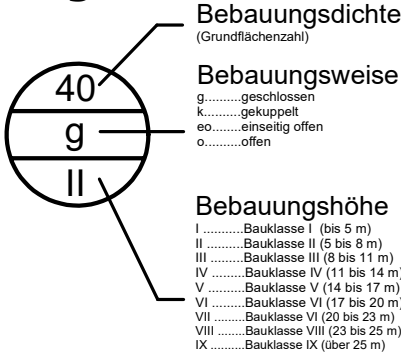 Bebauungsdichte
(Grundflächenzahl)
40
g
II
Bebauungsweise
g..........geschlossen
k..........gekuppelt
eo.......einseitig offen
o..........offen
Bebauungshöhe
I ...........Bauklasse I  (bis 5 m)
II ..........Bauklasse II (5 bis 8 m)
III .........Bauklasse III (8 bis 11 m)
IV .........Bauklasse IV (11 bis 14 m)
V ..........Bauklasse V (14 bis 17 m)
VI .........Bauklasse VI (17 bis 20 m)
VII ........Bauklasse VI (20 bis 23 m)
VIII .......Bauklasse VIII (23 bis 25 m)
IX .........Bauklasse IX (über 25 m)